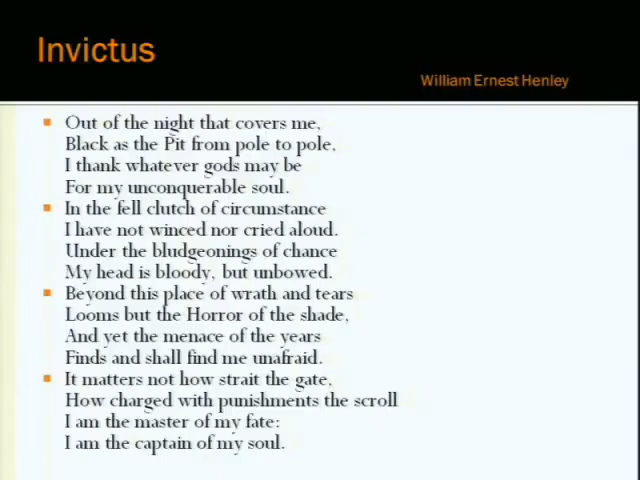 Invictus
William Ernest Henley
Out of the night that covers me,
Black as the Pit from pole to pole,
I thank whatever gods may be
For my unconquerable soul.
In the fell clutch of circumstance
I have not winced nor cried aloud.
Under the bludgeonings of chance
My head is bloody, but unbowed.
Beyond this place of wrath and tears
Looms but the Horror of the shade,
And yet the menace of the years
Finds and shall find me unafraid.
It matters not how strait the gate,
How charged with punishments the scroll
I am the master of my fate:
I am the captain of my soul.